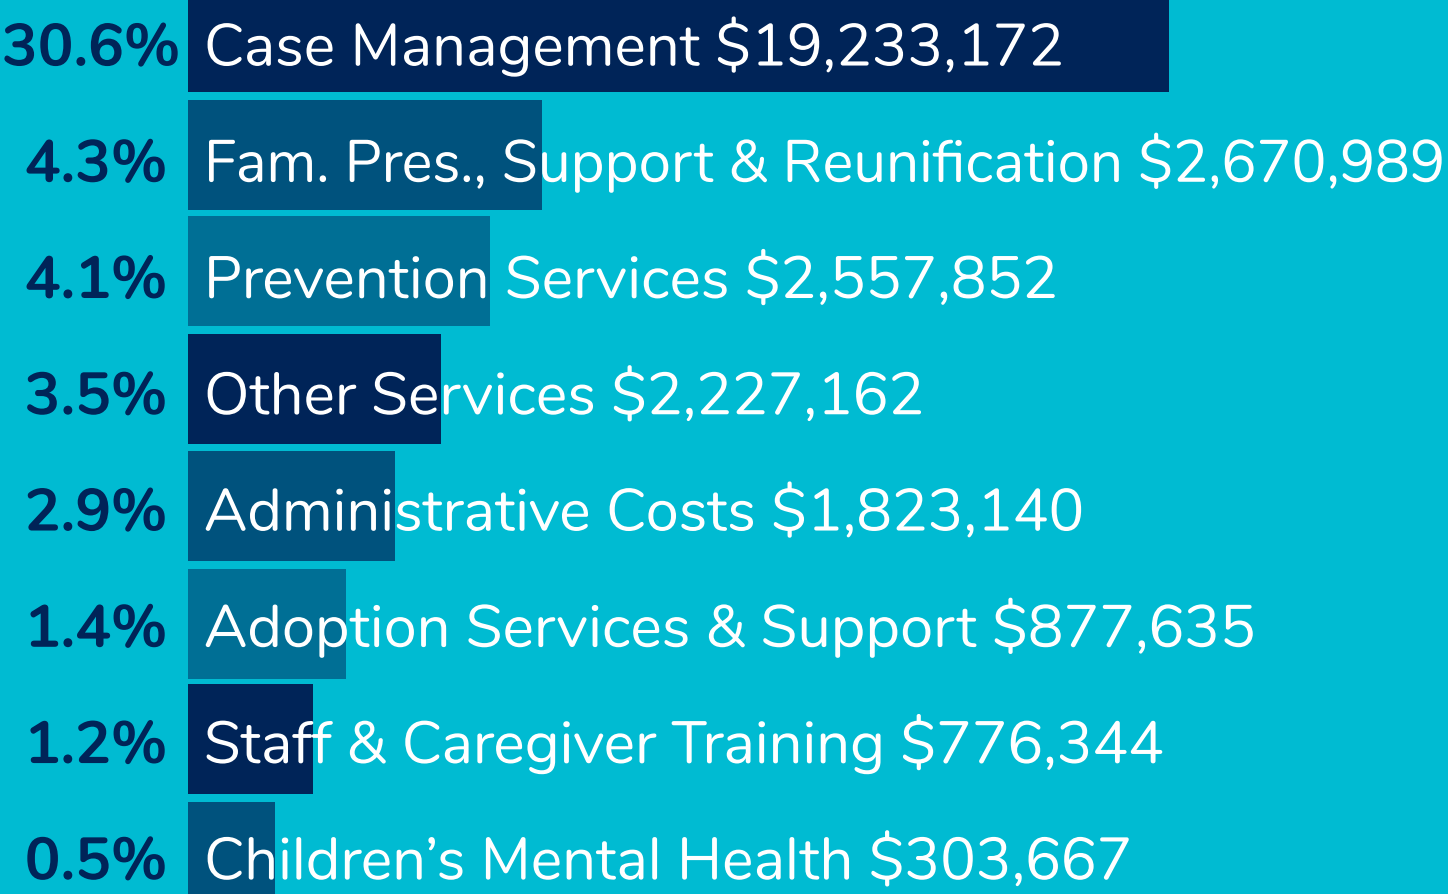 30.6% Case Management $19,233,172
4.3% Fam. Pres., Support & Reunification $2,670,989
4.1% Prevention Services $2,557,852
3.5% Other Services $2,227,162
2.9% Administrative Costs $1,823,140
1.4% Adoption Services & Support $877,635
1.2% Staff & Caregiver Training $776,344
0.5% Children’s Mental Health $303,667